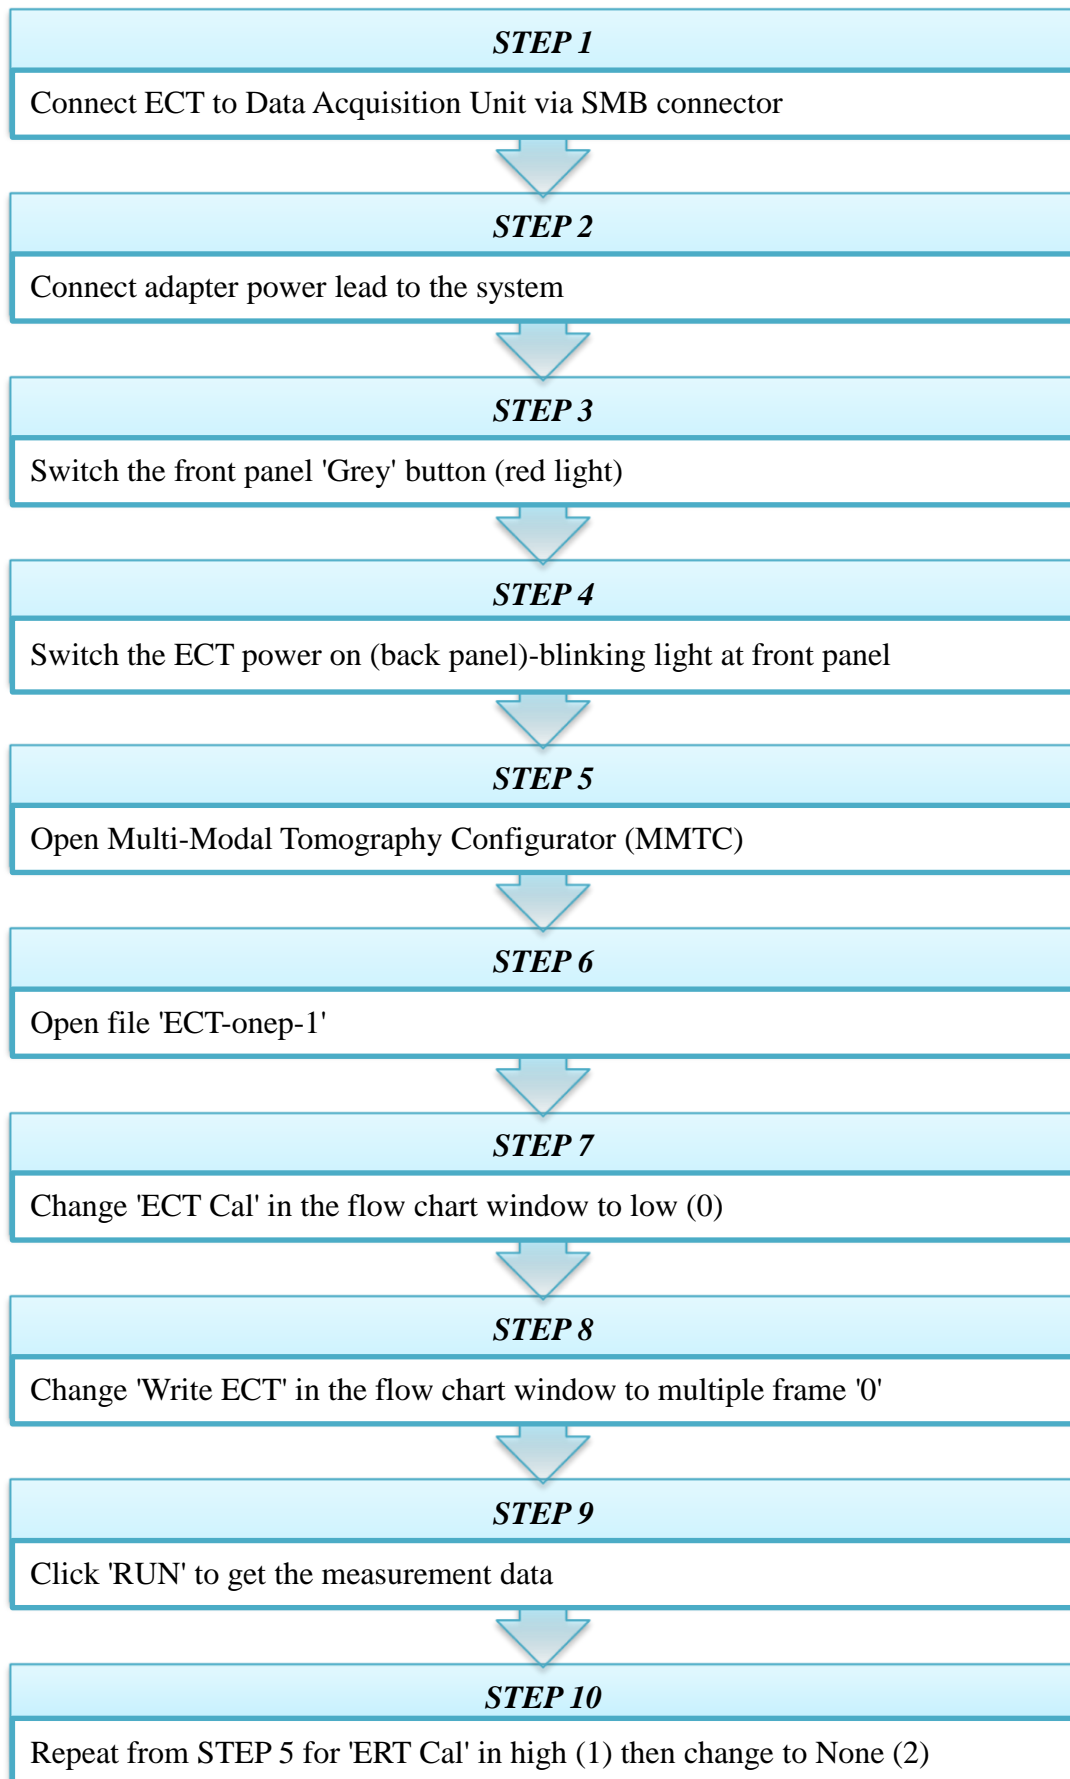 STEP 1
Connect ECT to Data Acquisition Unit via SMB connector
STEP 2
Connect adapter power lead to the system
STEP 3
Switch the front panel 'Grey' button (red light)
STEP 4
Switch the ECT power on (back panel)-blinking light at front panel
STEP 5
Open Multi-Modal Tomography Configurator (MMTC)
STEP 6
Open file 'ECT-onep-1'
STEP 7
Change 'ECT Cal' in the flow chart window to low (0)
STEP 8
Change 'Write ECT' in the flow chart window to multiple frame '0'
STEP 9
Click 'RUN' to get the measurement data
STEP 10
Repeat from STEP 5 for 'ERT Cal' in high (1) then change to None (2)